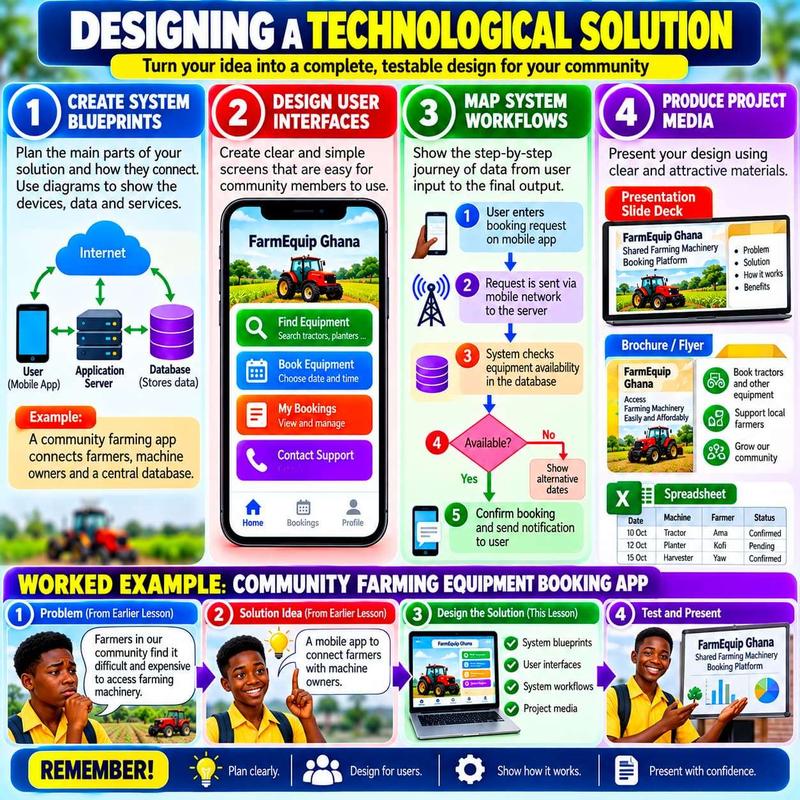 DESIGNING A TECHNOLOGICAL SOLUTION
Turn your idea into a complete, testable design for your community
1 CREATE SYSTEM
BLUEPRINTS
Plan the main parts of your
solution and how they connect.
Use diagrams to show the
devices, data and services.
Internet
User
(Mobile App)
Application
Server
Database
(Stores data)
Example:
A community farming app
connects farmers, machine
owners and a central database.
2 DESIGN USER
INTERFACES
Create clear and simple
screens that are easy for
community members to use.
FarmEquip Ghana
Find Equipment
Search tractors, planters ...
Book Equipment
Choose date and time
My Bookings
View and manage
Contact Support
Home
Bookings
Profile
3 MAP SYSTEM
WORKFLOWS
Show the step-by-step
journey of data from user
input to the final output.
1 User enters
booking request
on mobile app
2 Request is sent via
mobile network
to the server
3 System checks
equipment availability
in the database
4 Available?
No
Show
alternative
dates
Yes
5 Confirm booking
and send notification
to user
4 PRODUCE PROJECT
MEDIA
Present your design using
clear and attractive materials.
Presentation
Slide Deck
FarmEquip Ghana
Shared Farming Machinery
Booking Platform
• Problem
• Solution
• How it works
• Benefits
Brochure / Flyer
FarmEquip
Ghana
Access
Farming Machinery
Easily and Affordably
Book tractors
and other
equipment
Support local
farmers
Grow our
community
X Spreadsheet
Date Machine Farmer Status
10 Oct Tractor Ama Confirmed
12 Oct Planter Kofi Pending
15 Oct Harvester Yaw Confirmed
WORKED EXAMPLE: COMMUNITY FARMING EQUIPMENT BOOKING APP
1 Problem (From Earlier Lesson)
Farmers in our
community find it
difficult and expensive
to access farming
machinery.
2 Solution Idea (From Earlier Lesson)
A mobile app to
connect farmers
with machine
owners.
3 Design the Solution (This Lesson)
FarmEquip Ghana
System blueprints
User interfaces
System workflows
Project media
4 Test and Present
FarmEquip Ghana
Shared Farming Machinery
Booking Platform
REMEMBER!
Plan clearly.
Design for users.
Show how it works.
Present with confidence.